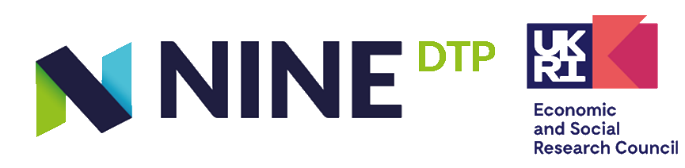 NINE DTP
UK
RI
Economic
and Social
Research Council